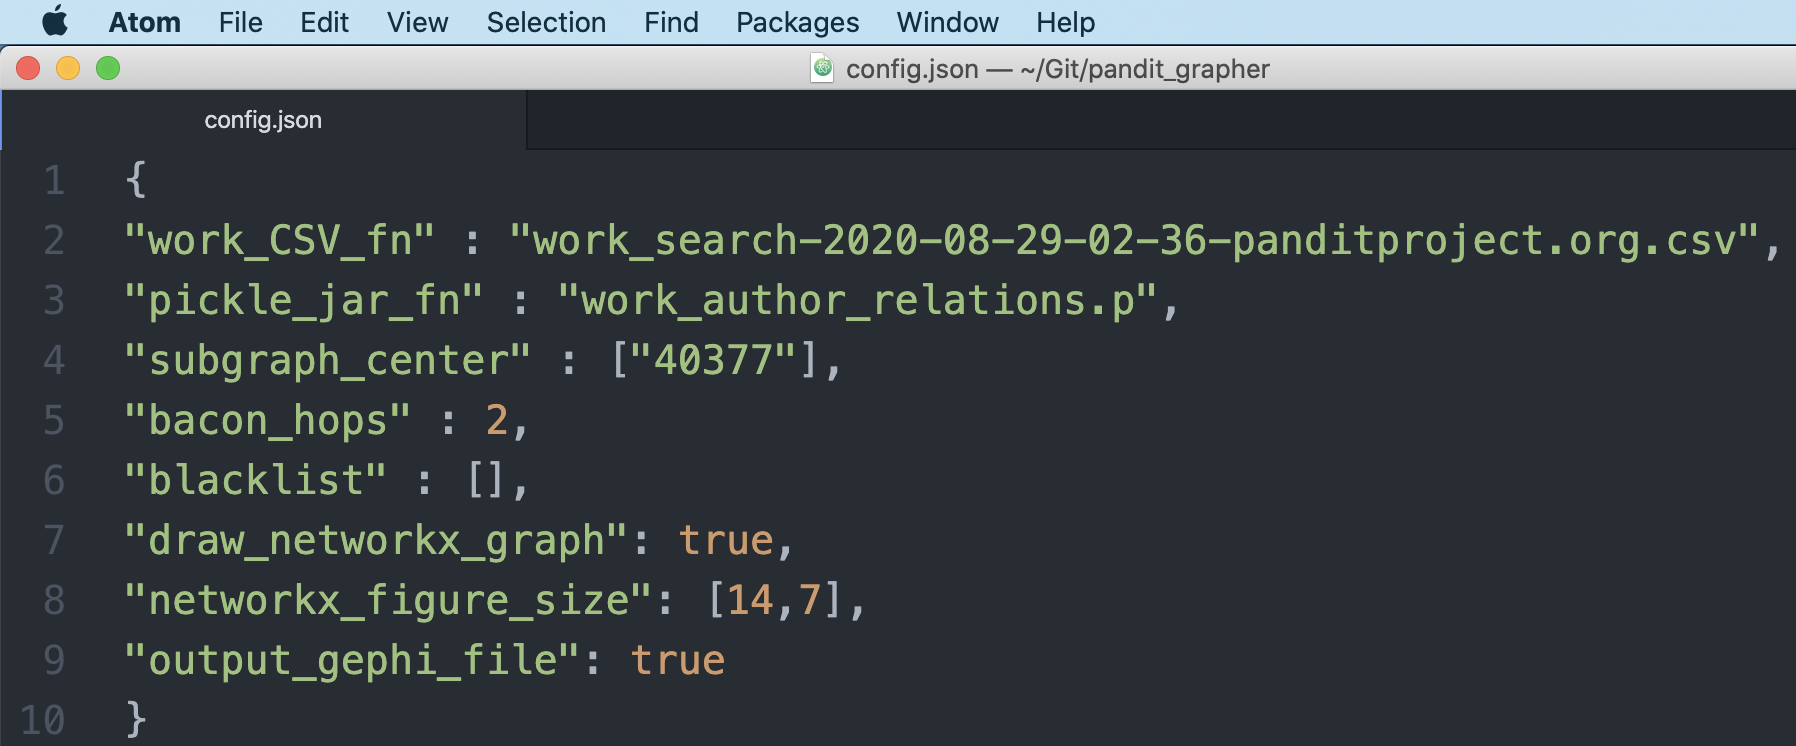 Atom File Edit View Selection Find Packages Window Help
config.json — ~/Git/pandit_grapher
config.json
1 {
2 "work_CSV_fn" : "work_search-2020-08-29-02-36-panditproject.org.csv",
3 "pickle_jar_fn" : "work_author_relations.p",
4 "subgraph_center" : ["40377"],
5 "bacon_hops" : 2,
6 "blacklist" : [],
7 "draw_networkx_graph": true,
8 "networkx_figure_size": [14,7],
9 "output_gephi_file": true
10 }